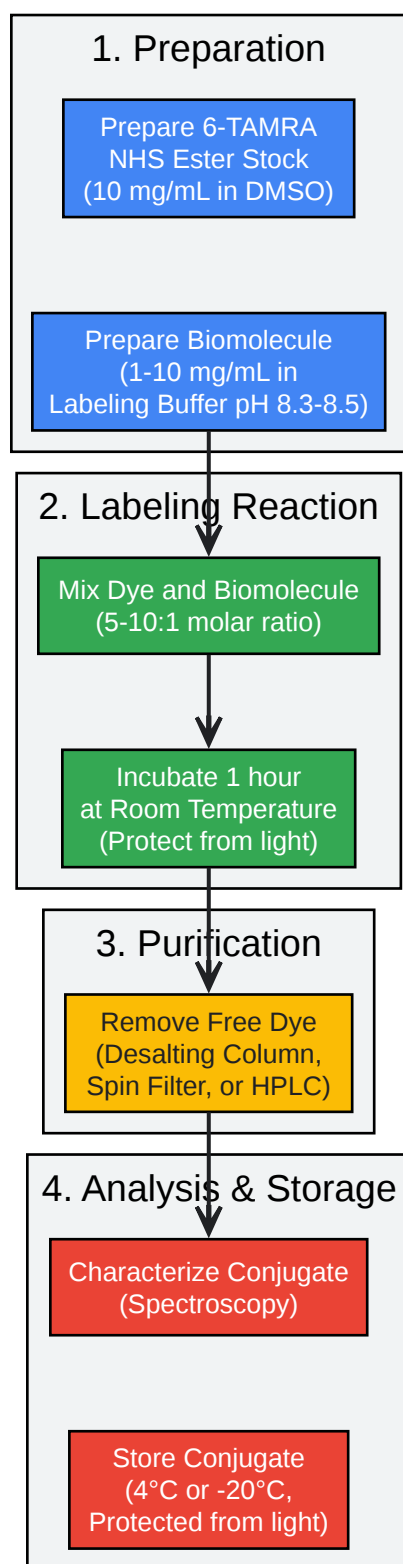 1. Preparation
Prepare 6-TAMRA
NHS Ester Stock
(10 mg/mL in DMSO)
Prepare Biomolecule
(1-10 mg/mL in
Labeling Buffer pH 8.3-8.5)
2. Labeling Reaction
Mix Dye and Biomolecule
(5-10:1 molar ratio)
Incubate 1 hour
at Room Temperature
(Protect from light)
3. Purification
Remove Free Dye
(Desalting Column,
Spin Filter, or HPLC)
4. Analysis & Storage
Characterize Conjugate
(Spectroscopy)
Store Conjugate
(4°C or -20°C,
Protected from light)